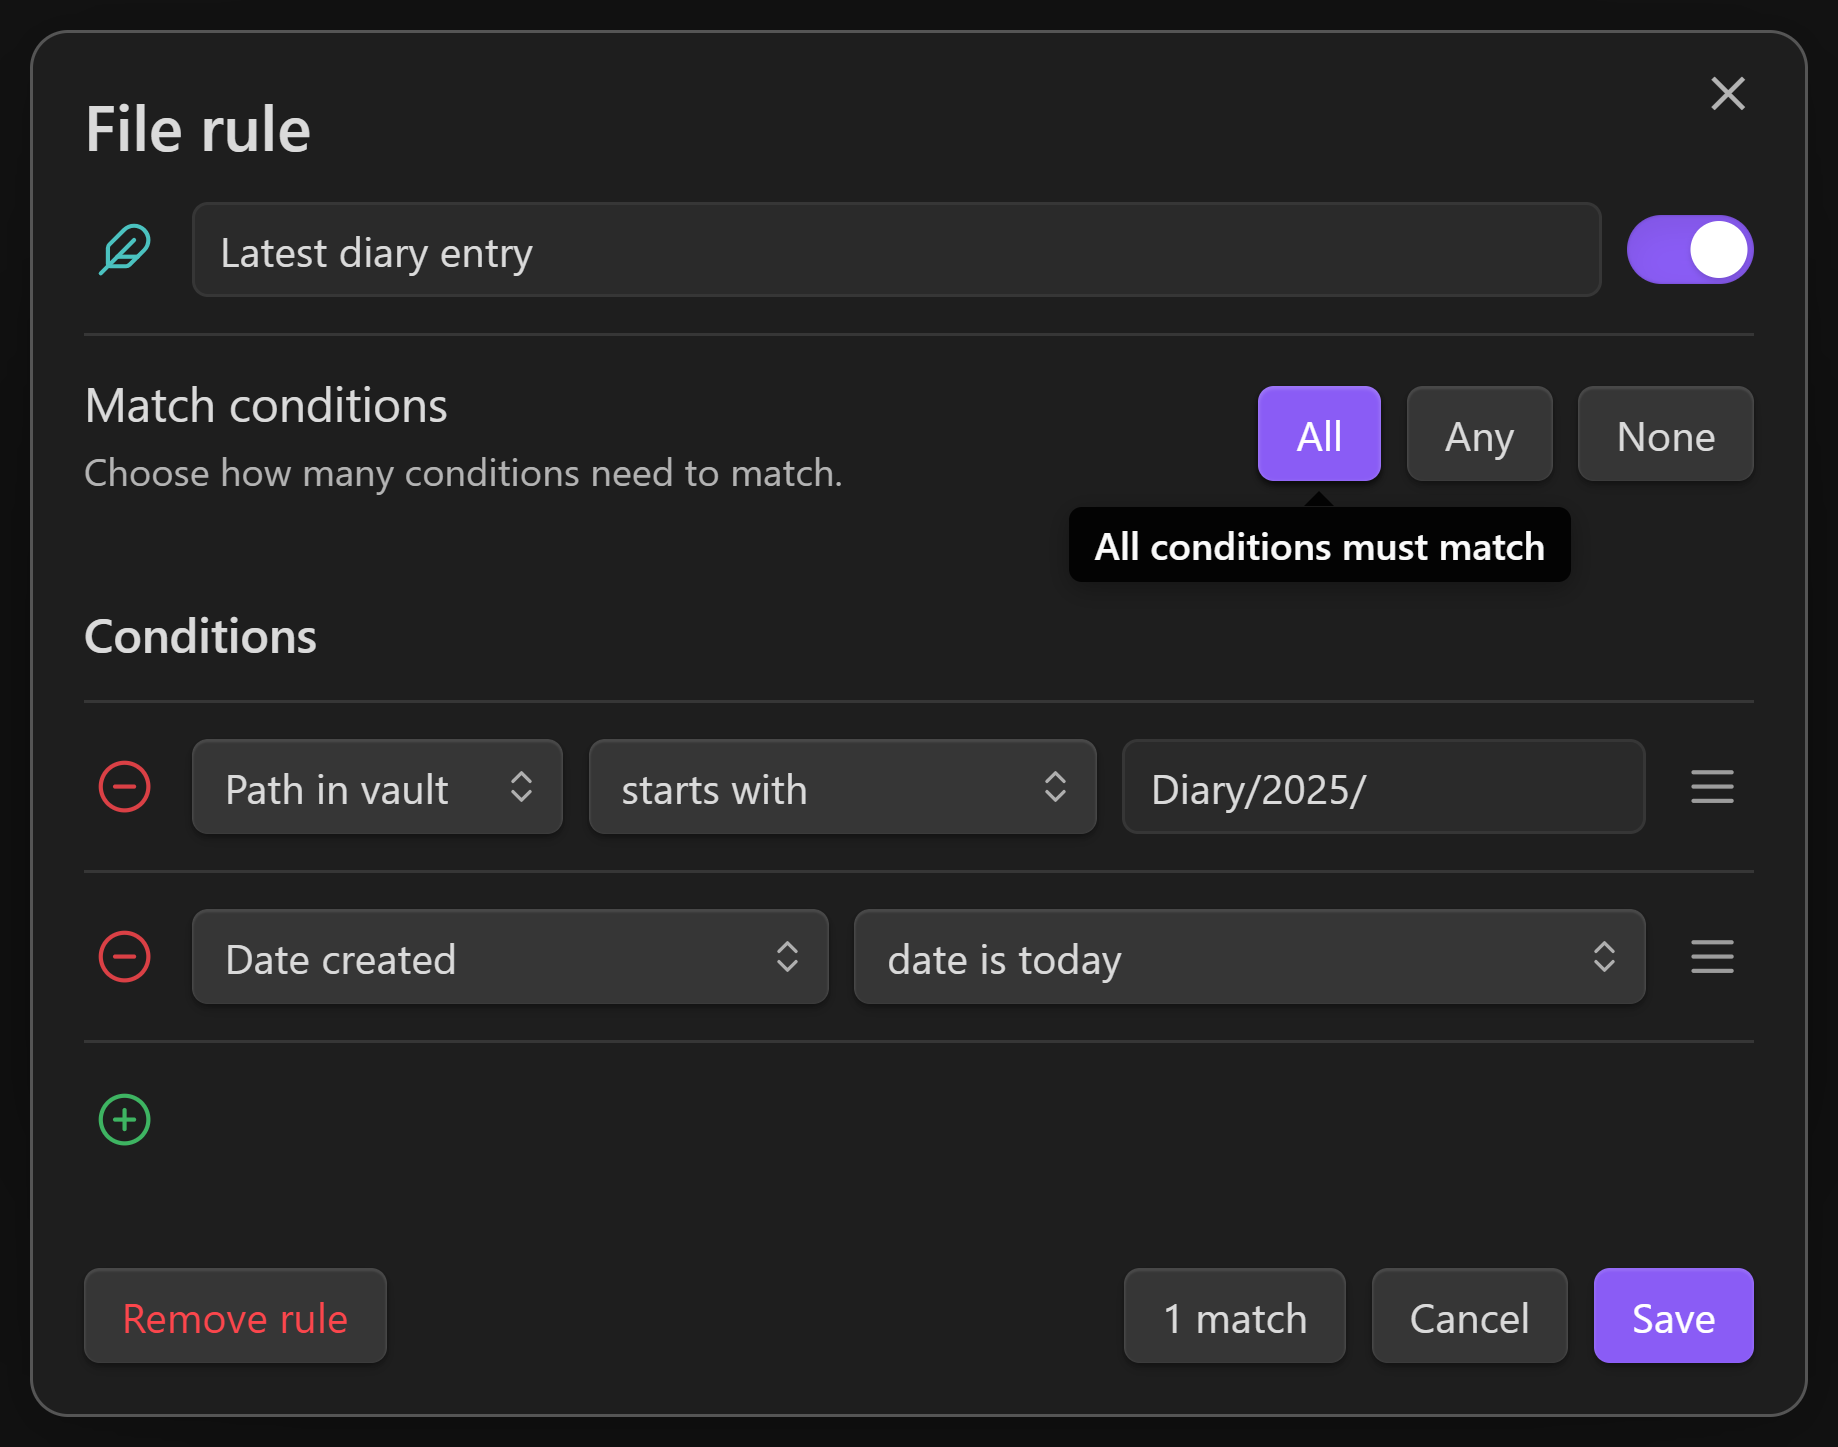 File rule
Latest diary entry
Match conditions
All Any None
Choose how many conditions need to match.
All conditions must match
Conditions
Path in vault starts with Diary/2025/
Date created date is today
Remove rule 1 match Cancel Save